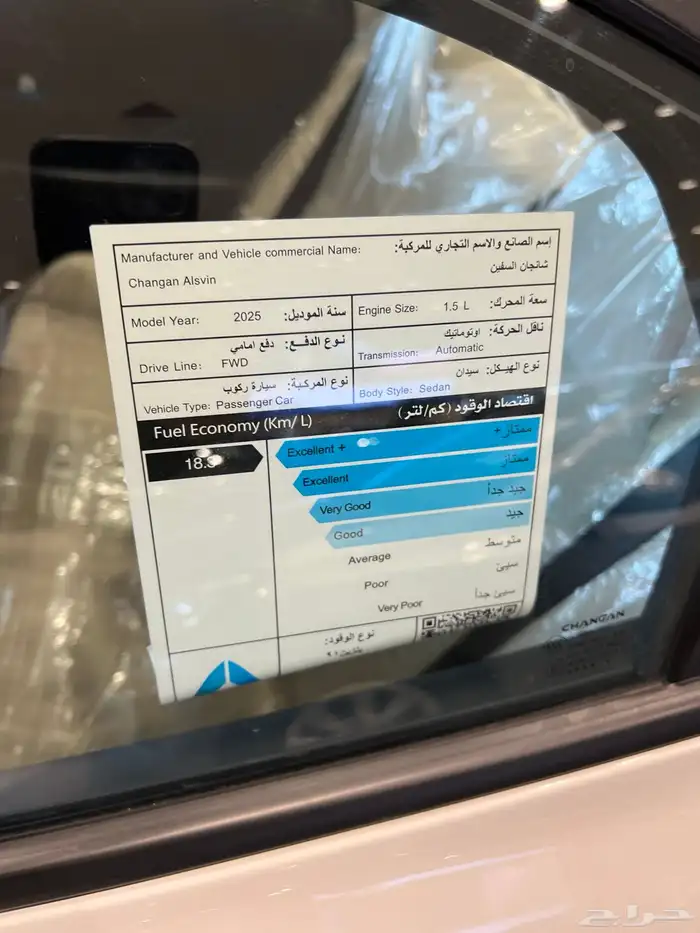 إسم الصانع والاسم التجاري للمركبة:
Manufacturer and Vehicle commercial Name:
شانجان السفين
Changan Alsvin
سعة المحرك:
Engine Size: 1.5 L
سنة الموديل:
Model Year: 2025
ناقل الحركة: اوتوماتيك
Transmission: Automatic
نوع الدفع: دفع امامي
Drive Line: FWD
نوع الهيكل: سيدان
Body Style: Sedan
نوع المركبة: سيارة ركوب
Vehicle Type: Passenger Car
اقتصاد الوقود (كم/لتر)
Fuel Economy (Km/ L)
Excellent + ممتاز +
Excellent ممتاز
Very Good جيد جداً
Good جيد
Average متوسط
Poor سيئ
Very Poor سيئ جداً
نوع الوقود:
CHANGAN
حراج